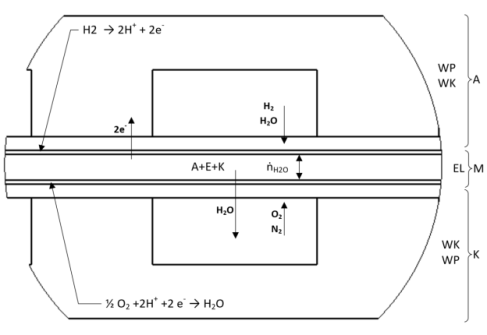 H2 → 2H⁺ + 2e⁻
WP
WK
A
H₂
H₂O
2e⁻
A+E+K
ṅH2O
EL
M
H₂O
O₂
N₂
WK
WP
K
½ O₂ +2H⁺ +2 e⁻ → H₂O